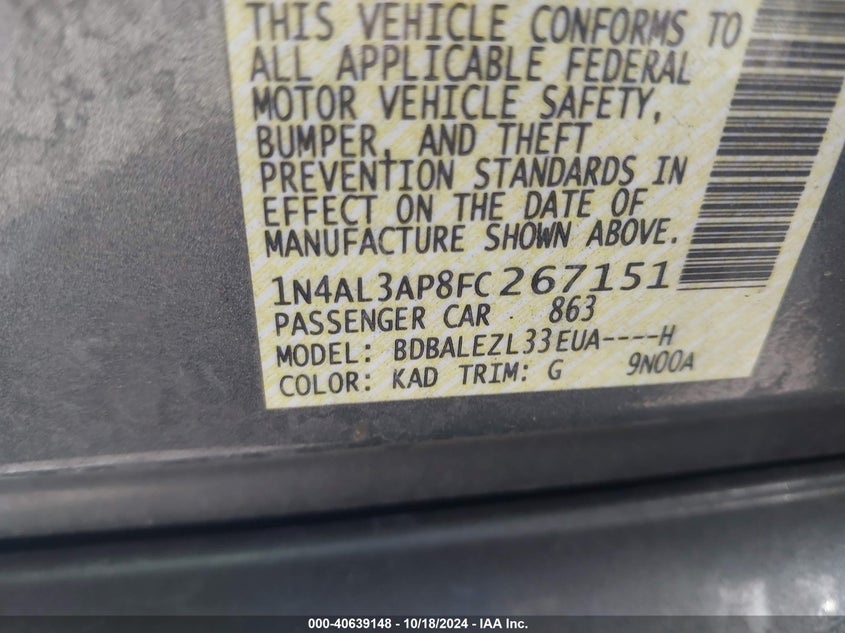 THIS VEHICLE CONFORMS TO
ALL APPLICABLE FEDERAL
MOTOR VEHICLE SAFETY,
BUMPER, AND THEFT
PREVENTION STANDARDS IN
EFFECT ON THE DATE OF
MANUFACTURE SHOWN ABOVE.
1N4AL3AP8FC267151
PASSENGER CAR 863
MODEL: BDBALEZL33EUA----H
COLOR: KAD TRIM: G 9N00A
000-40639148 - 10/18/2024 - IAA Inc.